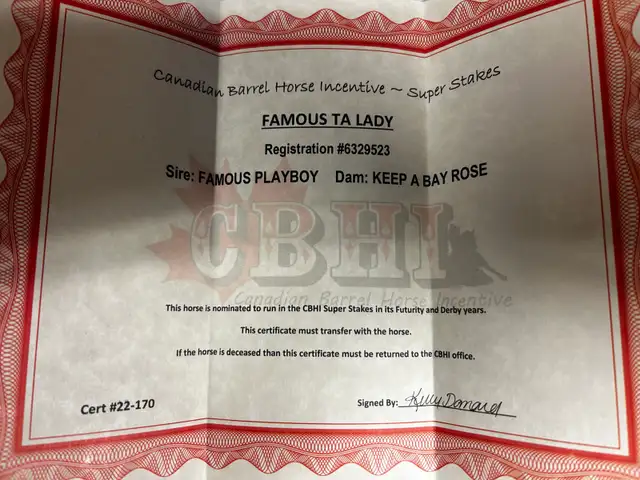 Canadian Barrel Horse Incentive ~ Super Stakes
FAMOUS TA LADY
Registration #6329523
Sire: FAMOUS PLAYBOY Dam: KEEP A BAY ROSE
CBHI
Canadian Barrel Horse Incentive
This horse is nominated to run in the CBHI Super Stakes in its Futurity and Derby years.
This certificate must transfer with the horse.
If the horse is deceased than this certificate must be returned to the CBHI office.
Cert #22-170
Signed By: Kelly